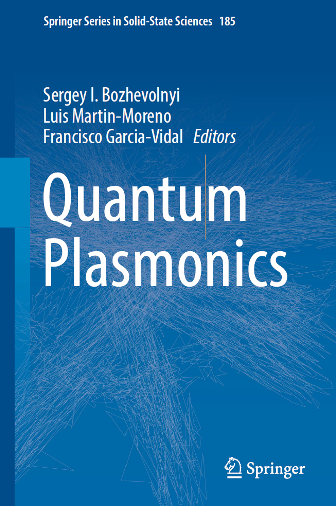 Springer Series in Solid-State Sciences 185
Sergey I. Bozhevolnyi
Luis Martin-Moreno
Francisco Garcia-Vidal Editors
Quantum
Plasmonics
Springer